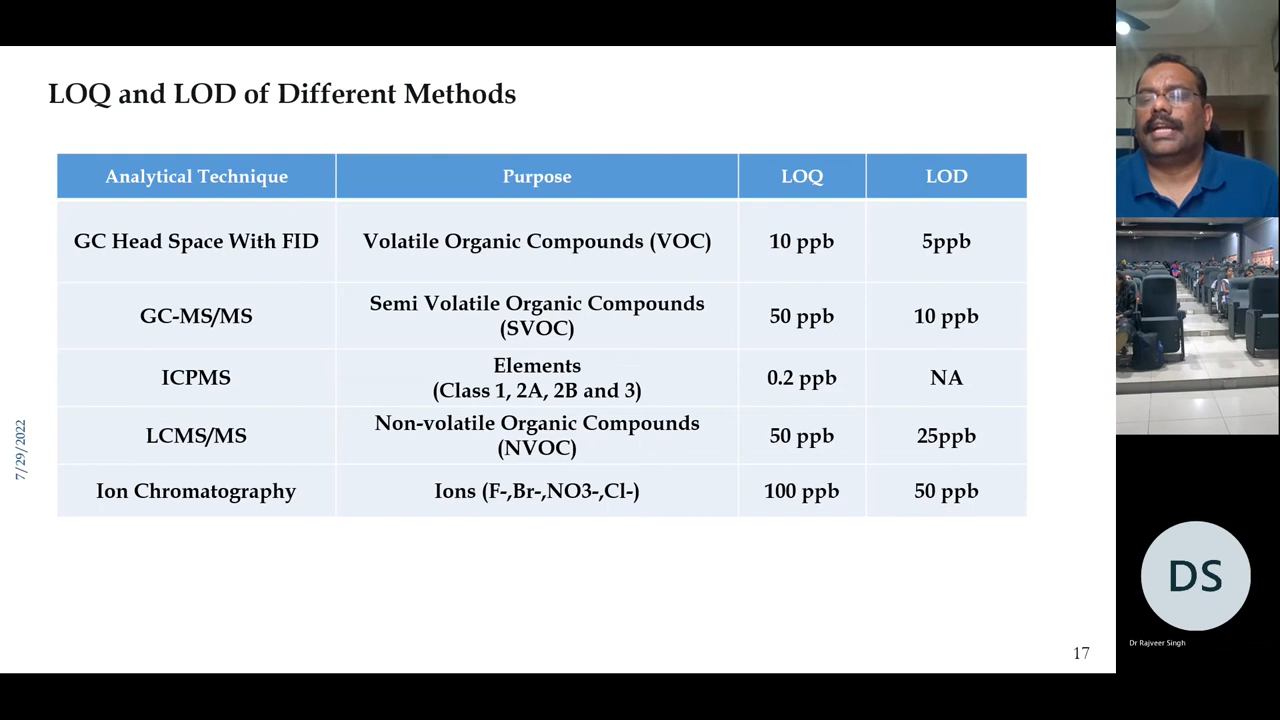 LOQ and LOD of Different Methods
Analytical Technique Purpose LOQ LOD
GC Head Space With FID Volatile Organic Compounds (VOC) 10 ppb 5ppb
GC-MS/MS Semi Volatile Organic Compounds
(SVOC) 50 ppb 10 ppb
ICPMS Elements
(Class 1, 2A, 2B and 3) 0.2 ppb NA
LCMS/MS Non-volatile Organic Compounds
(NVOC) 50 ppb 25ppb
Ion Chromatography Ions (F-,Br-,NO3-,Cl-) 100 ppb 50 ppb
7/29/2022
17
DS
Dr Rajveer Singh